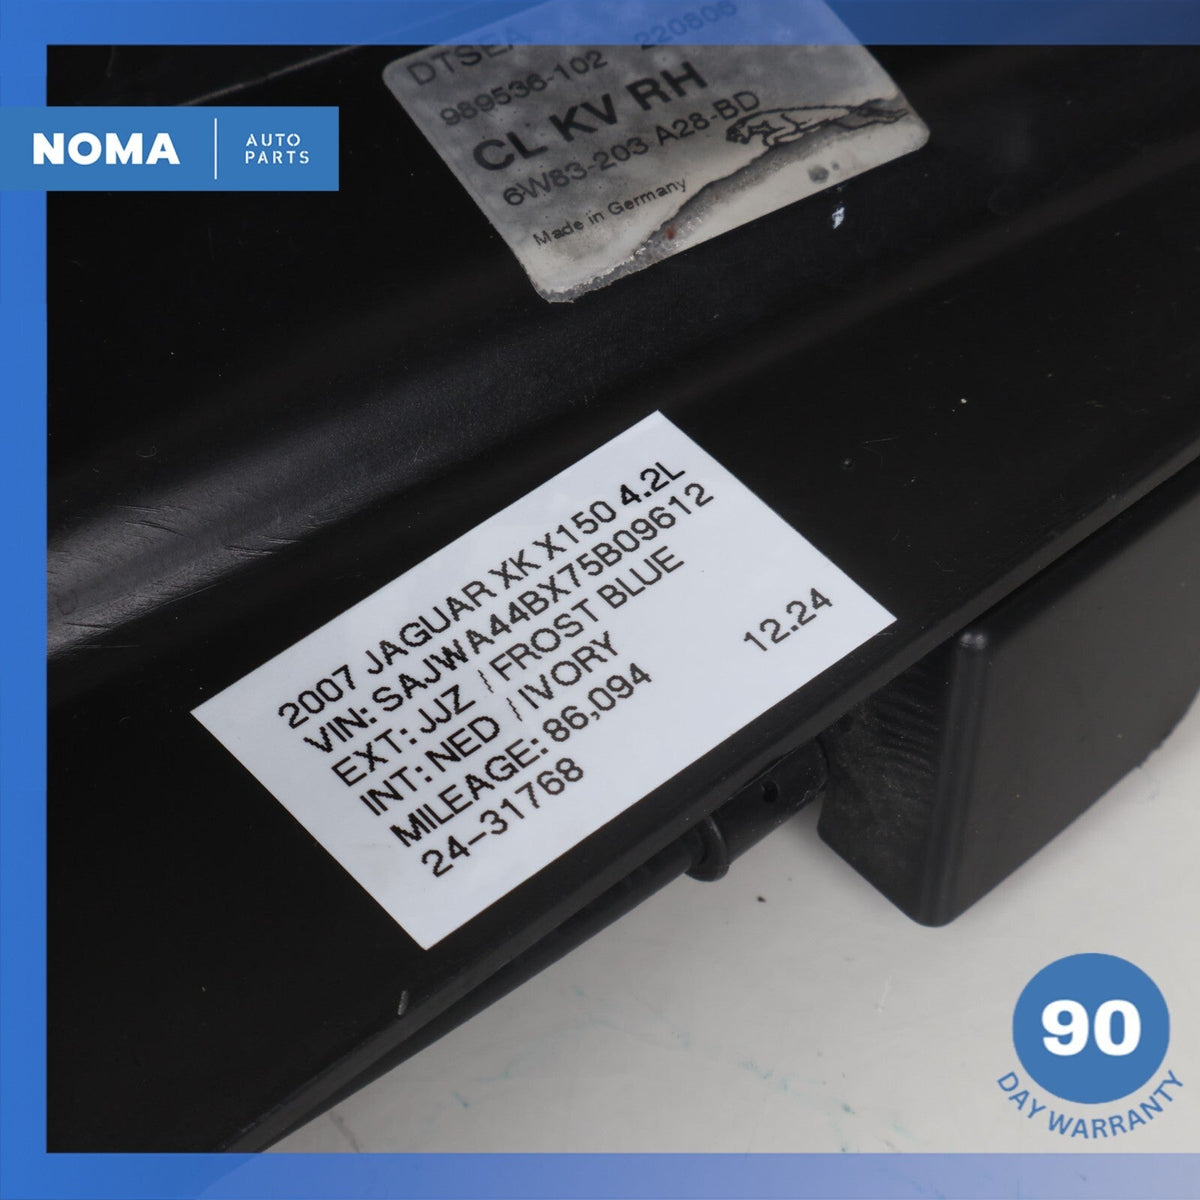 DTSEA 220806
989536-102
CL KV RH
6W83-203 A28-BD
Made in Germany
NOMA
AUTO
PARTS
2007 JAGUAR XK X150 4.2L
VIN: SAJWA44BX75B09612
EXT: JJZ / FROST BLUE
INT: NED / IVORY
MILEAGE: 86,094
24-31768
12.24
90
DAY WARRANTY